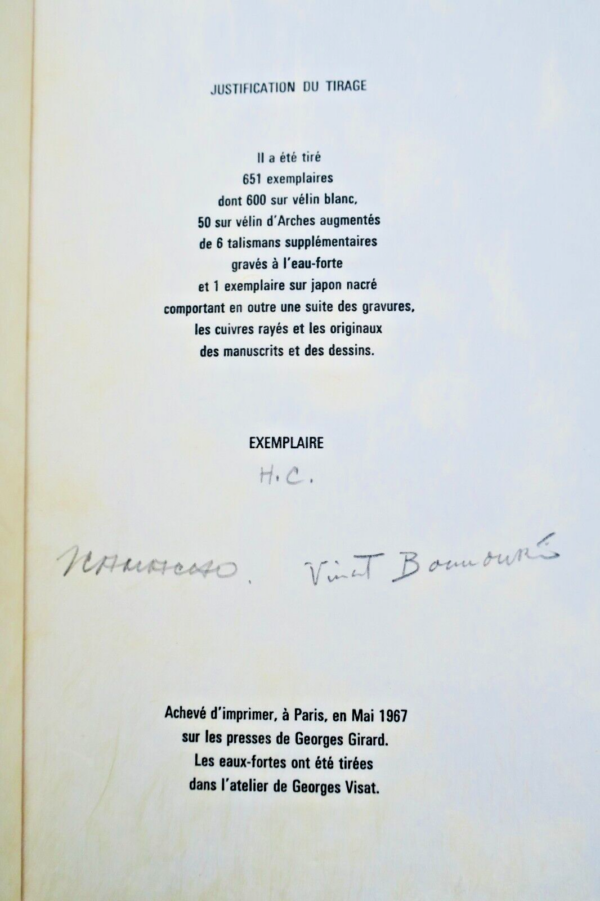 JUSTIFICATION DU TIRAGE
Il a été tiré
651 exemplaires
dont 600 sur vélin blanc,
50 sur vélin d'Arches augmentés
de 6 talismans supplémentaires
gravés à l'eau-forte
et 1 exemplaire sur japon nacré
comportant en outre une suite des gravures,
les cuivres rayés et les originaux
des manuscrits et des dessins.
EXEMPLAIRE
H.C.
Achevé d'imprimer, à Paris, en Mai 1967
sur les presses de Georges Girard.
Les eaux-fortes ont été tirées
dans l'atelier de Georges Visat.